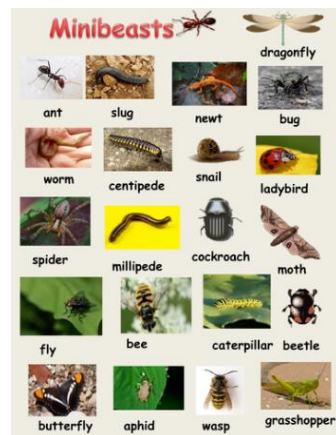 Minibeasts
dragonfly
ant slug newt bug
worm centipede snail ladybird
spider millipede cockroach moth
fly bee caterpillar beetle
butterfly aphid wasp grasshopper